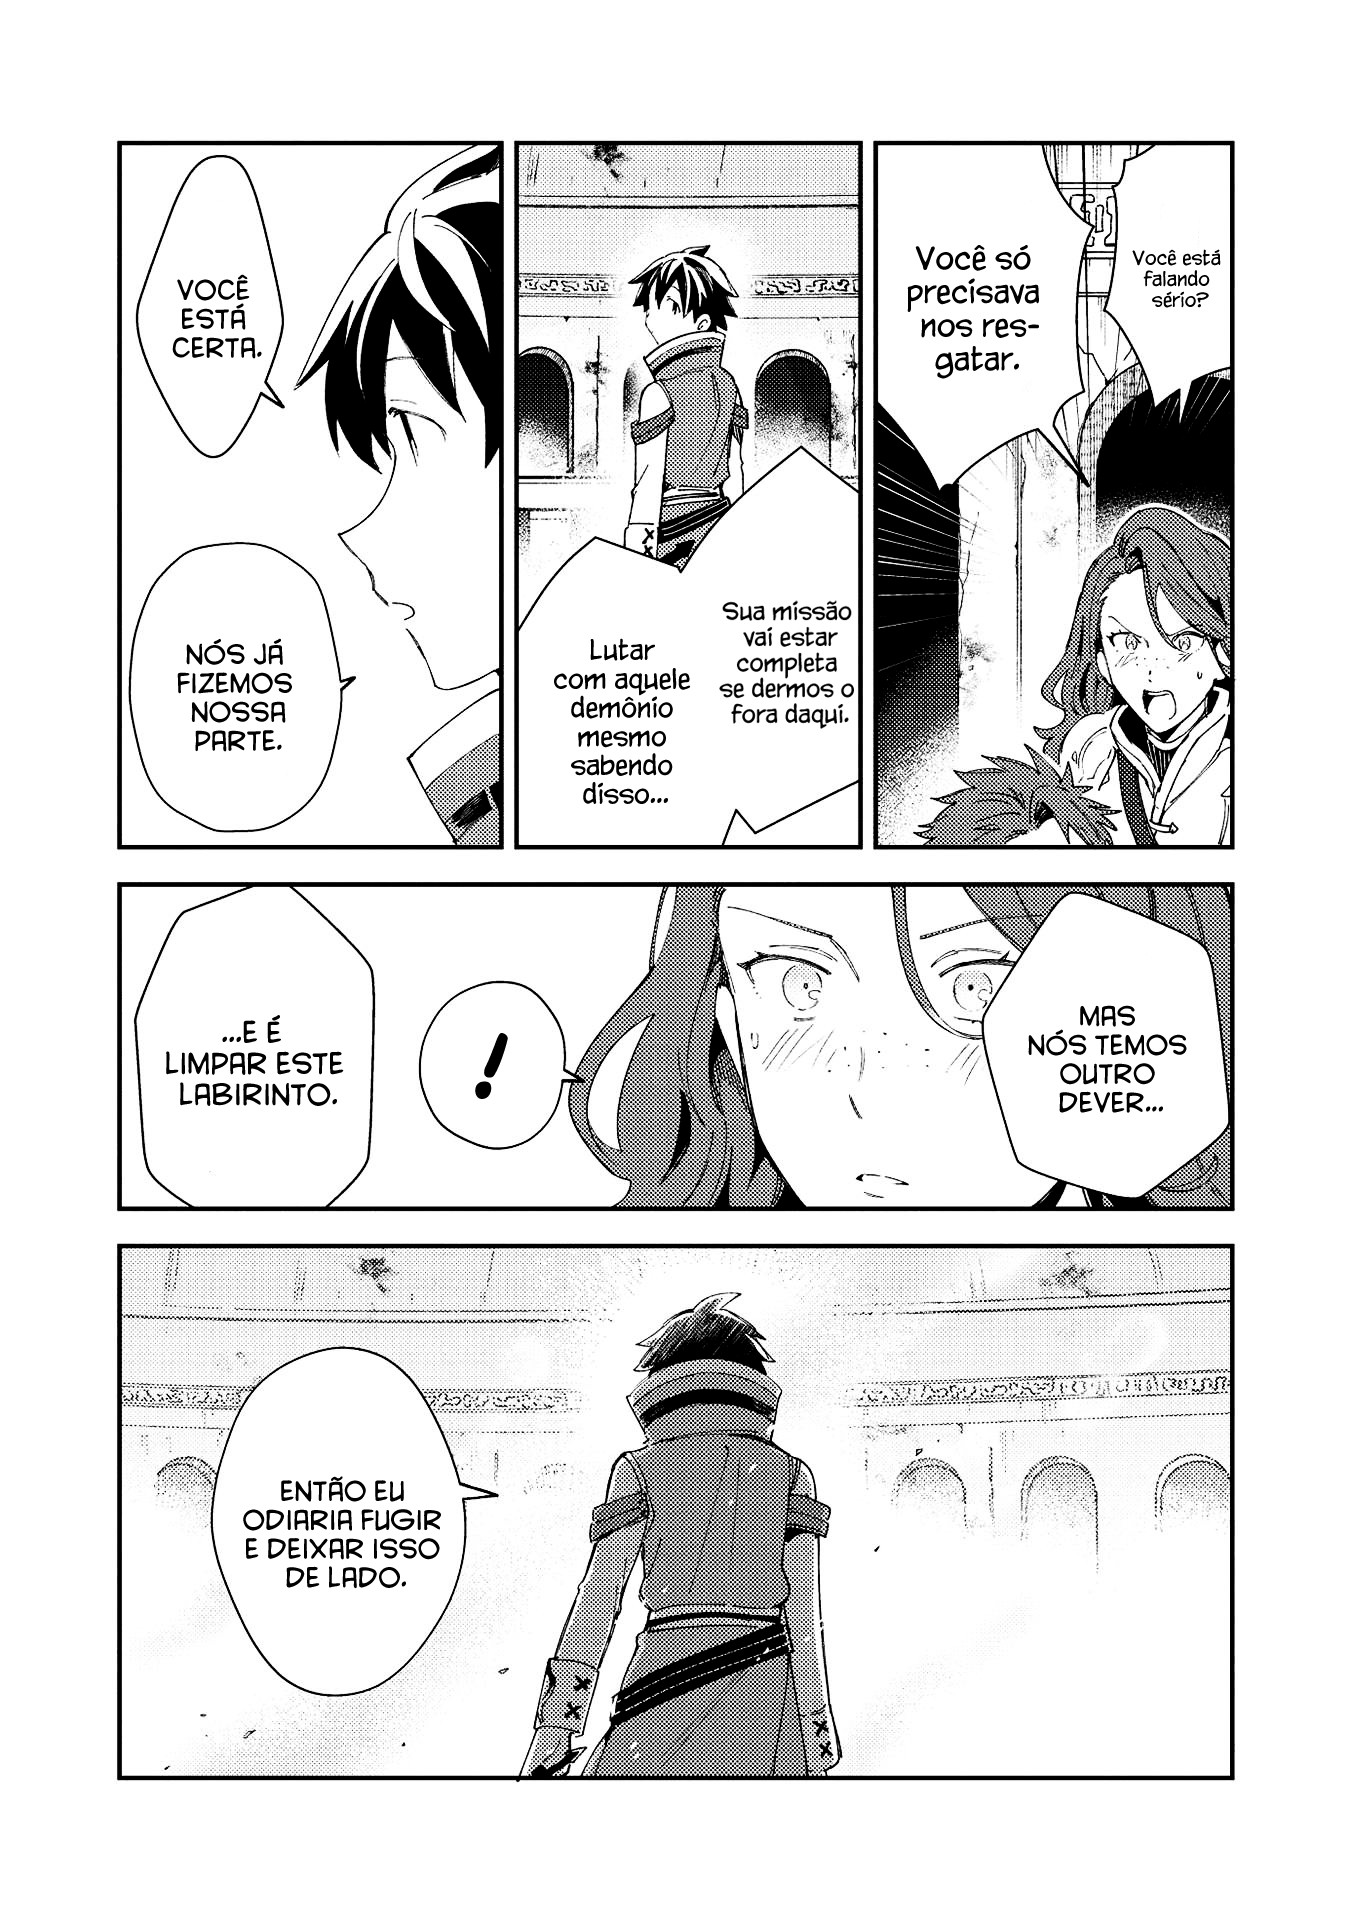 Você está
falando
sério?
Você só
precisava
nos res-
gatar.
Sua missão
vai estar
completa
se dermos o
fora daqui.
Lutar
com aquele
demônio
mesmo
sabendo
disso...
VOCÊ
ESTÁ
CERTA.
NÓS JÁ
FIZEMOS
NOSSA
PARTE.
MAS
NÓS TEMOS
OUTRO
DEVER...
!
...E É
LIMPAR ESTE
LABIRINTO.
ENTÃO EU
ODIARIA FUGIR
E DEIXAR ISSO
DE LADO.